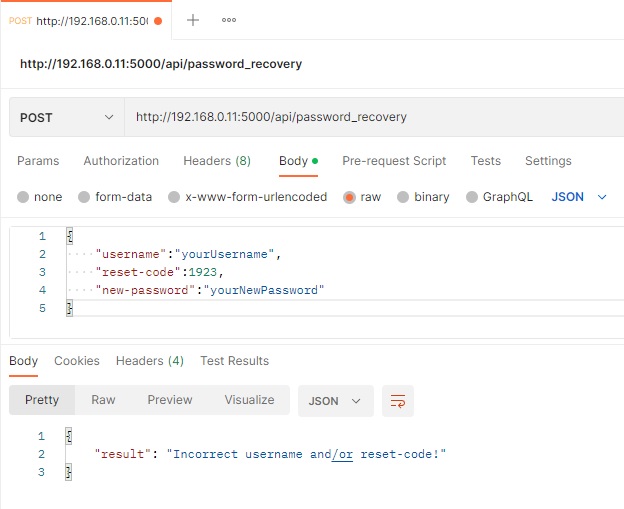 POST http://192.168.0.11:500
http://192.168.0.11:5000/api/password_recovery
POST http://192.168.0.11:5000/api/password_recovery
Params Authorization Headers (8) Body Pre-request Script Tests Settings
none form-data x-www-form-urlencoded raw binary GraphQL JSON
1 {
2 "username":"yourUsername",
3 "reset-code":1923,
4 "new-password":"yourNewPassword"
5 }
Body Cookies Headers (4) Test Results
Pretty Raw Preview Visualize JSON
1 {
2 "result": "Incorrect username and/or reset-code!"
3 }